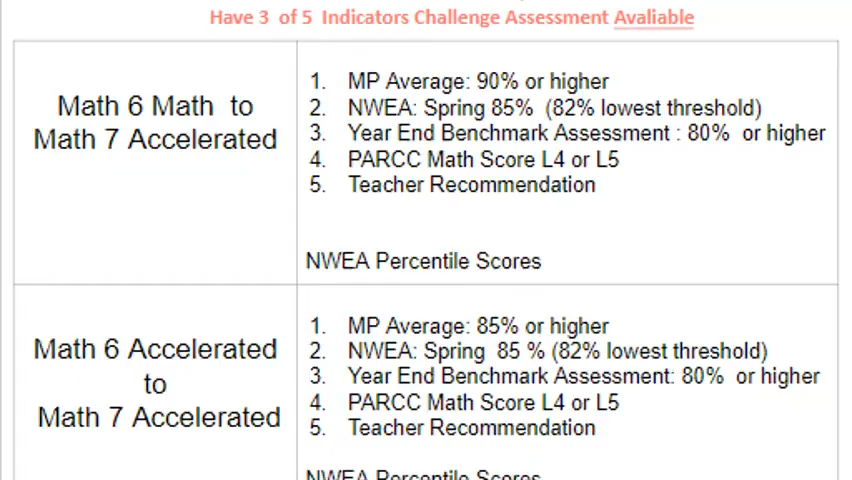 Have 3 of 5 Indicators Challenge Assessment Avaliable
Math 6 Math to
Math 7 Accelerated
1. MP Average: 90% or higher
2. NWEA: Spring 85% (82% lowest threshold)
3. Year End Benchmark Assessment : 80% or higher
4. PARCC Math Score L4 or L5
5. Teacher Recommendation
NWEA Percentile Scores
Math 6 Accelerated
to
Math 7 Accelerated
1. MP Average: 85% or higher
2. NWEA: Spring 85 % (82% lowest threshold)
3. Year End Benchmark Assessment: 80% or higher
4. PARCC Math Score L4 or L5
5. Teacher Recommendation
NWEA Percentile Scores